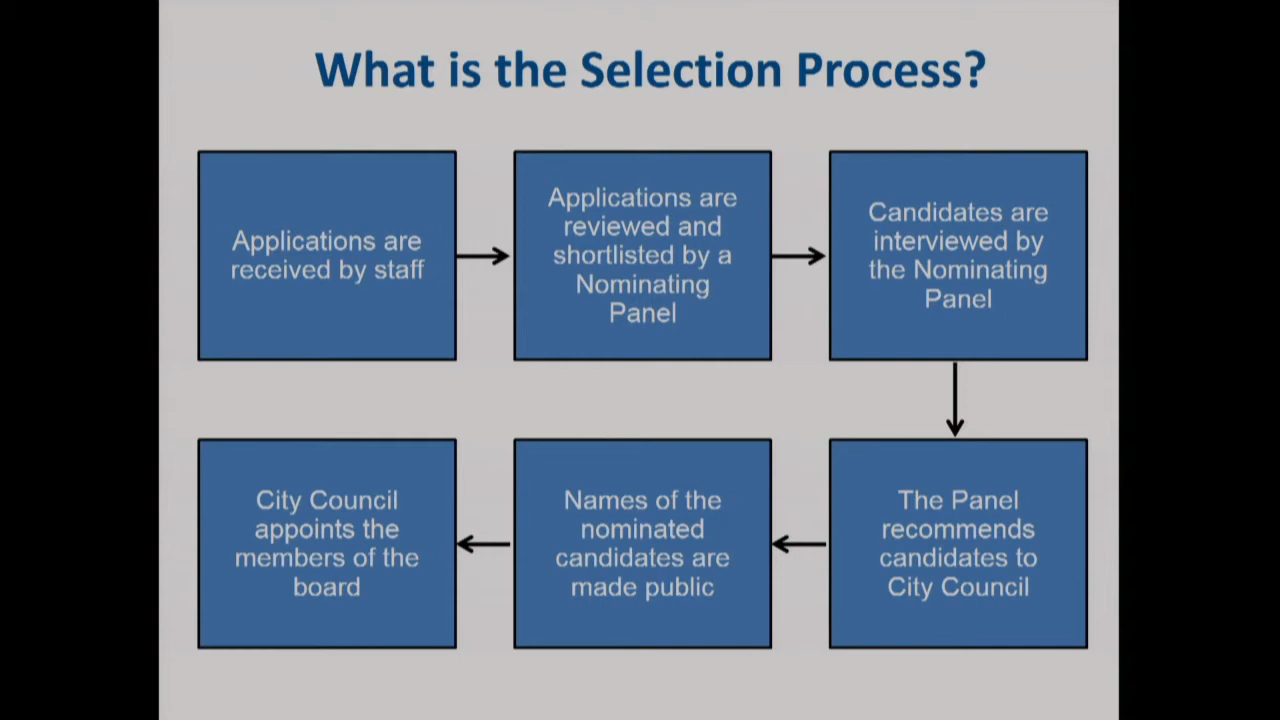 What is the Selection Process?
Applications are
received by staff
Applications are
reviewed and
shortlisted by a
Nominating
Panel
Candidates are
interviewed by
the Nominating
Panel
The Panel
recommends
candidates to
City Council
Names of the
nominated
candidates are
made public
City Council
appoints the
members of the
board